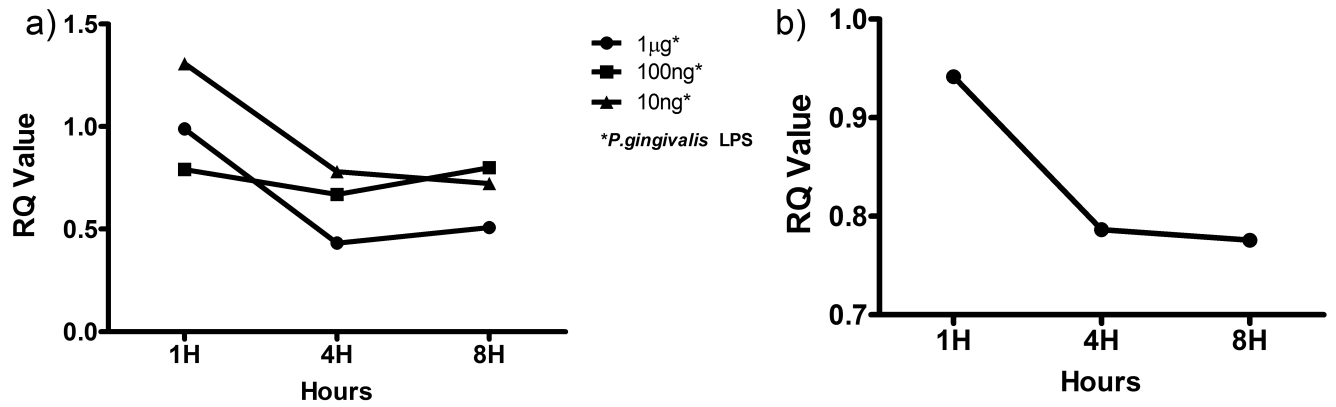 a)
1.5
1.0
0.5
0.0
RQ Value
1H 4H 8H
Hours
1µg*
100ng*
10ng*
*P.gingivalis LPS
b)
1.0
0.9
0.8
0.7
RQ Value
1H 4H 8H
Hours